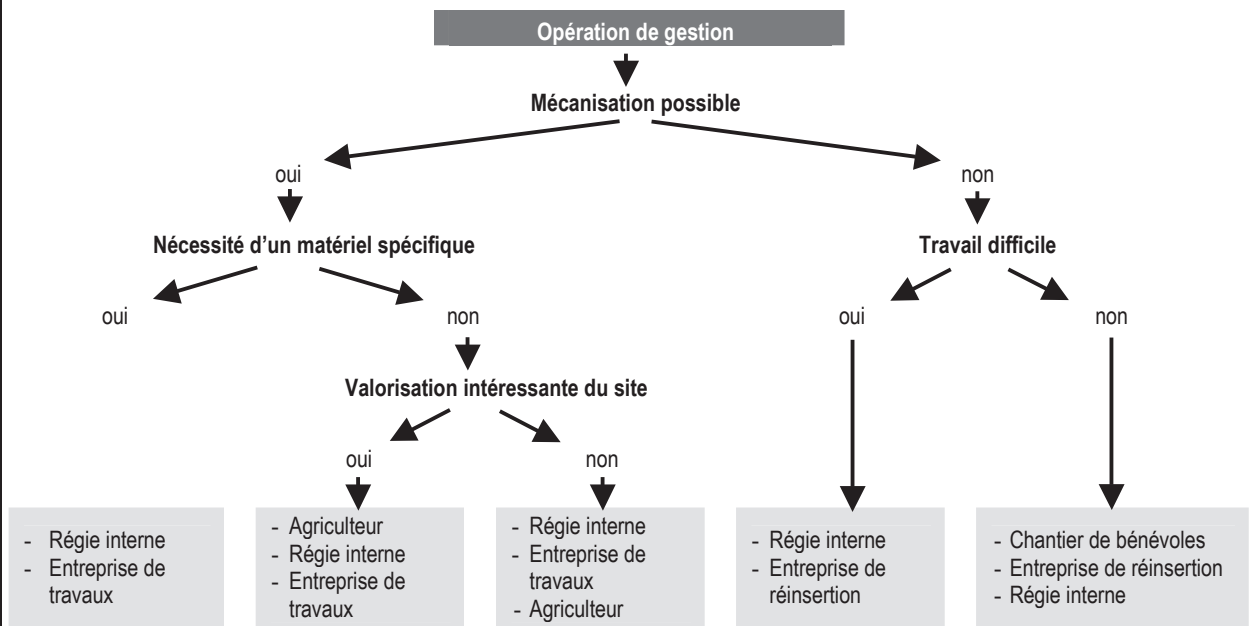 Opération de gestion
Mécanisation possible
oui
non
Nécessité d'un matériel spécifique
Travail difficile
oui
non
oui
non
Valorisation intéressante du site
oui
non
- Régie interne
- Entreprise de
travaux
- Agriculteur
- Régie interne
- Entreprise de
travaux
- Régie interne
- Entreprise de
travaux
- Agriculteur
- Régie interne
- Entreprise de
réinsertion
- Chantier de bénévoles
- Entreprise de réinsertion
- Régie interne